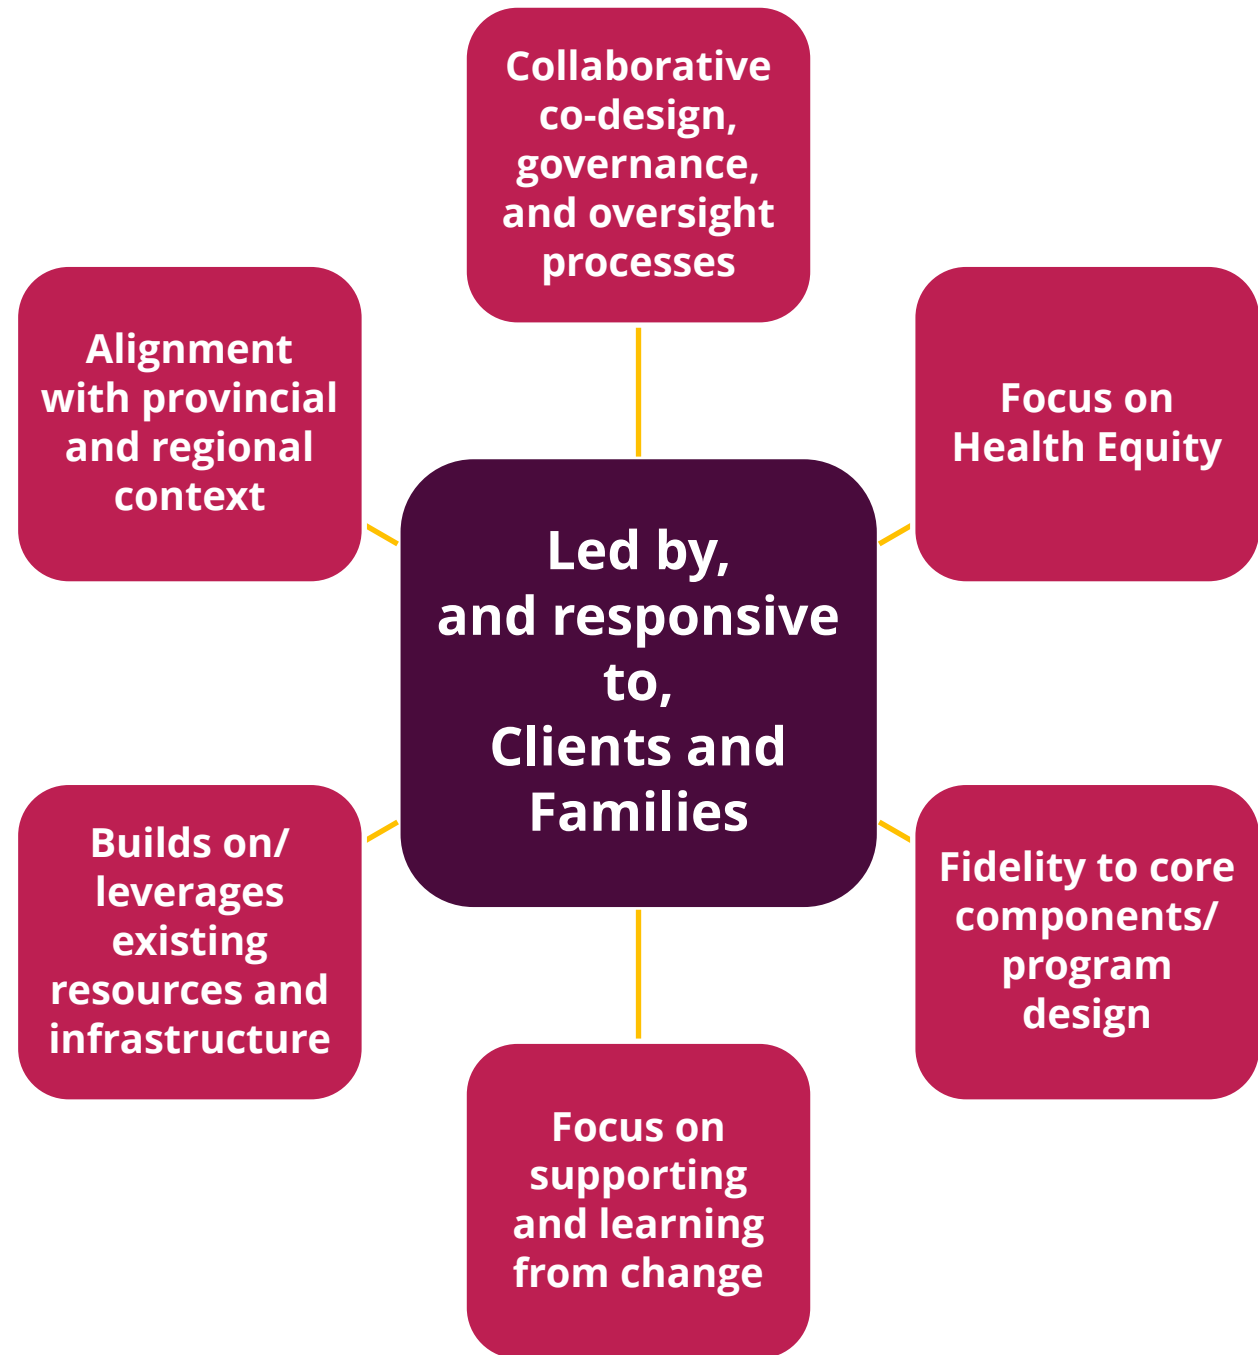 Collaborative
co-design,
governance,
and oversight
processes
Alignment
with provincial
and regional
context
Focus on
Health Equity
Led by,
and responsive
to,
Clients and
Families
Builds on/
leverages
existing
resources and
infrastructure
Fidelity to core
components/
program
design
Focus on
supporting
and learning
from change